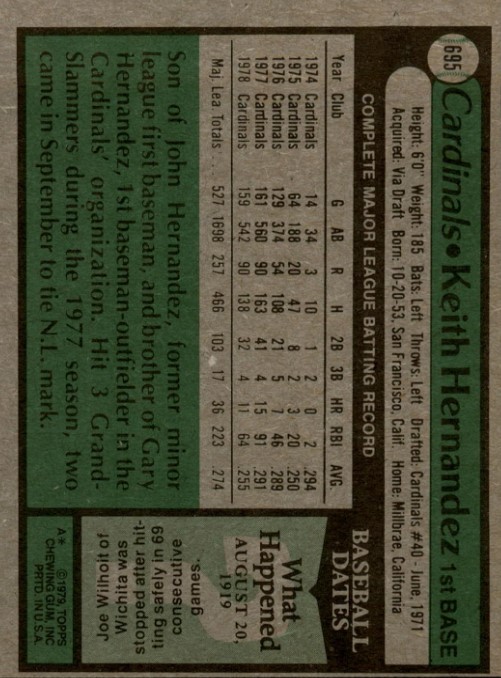 695 Cardinals • Keith Hernandez 1st BASE
Height: 6'0" Weight: 185 Bats: Left Throws: Left Drafted: Cardinals #40 - June, 1971
Acquired: Via Draft Born: 10-20-53, San Francisco, Calif. Home: Millbrae, California
COMPLETE MAJOR LEAGUE BATTING RECORD
Year Club G AB R H 2B 3B HR RBI AVG
1974 Cardinals 14 34 3 10 1 2 0 2 .294
1975 Cardinals 64 188 20 47 8 2 3 20 .250
1976 Cardinals 129 374 54 108 21 5 7 46 .289
1977 Cardinals 161 560 90 163 41 4 15 91 .291
1978 Cardinals 159 542 90 138 32 4 11 64 .255
Maj. Lea Totals . . 527 1698 257 466 103 17 36 223 .274
Son of John Hernandez, former minor
league first baseman, and brother of Gary
Hernandez, 1st baseman-outfielder in the
Cardinals' organization. Hit 3 Grand-
Slammers during the 1977 season, two
came in September to tie N.L. mark.
BASEBALL
DATES
What
Happened
AUGUST 20,
1919
Joe Wilhoit of
Wichita was
stopped after hit-
ting safely in 69
consecutive
games.
A* ©1979, TOPPS
CHEWING GUM, INC
PRTD. IN U.S.A.